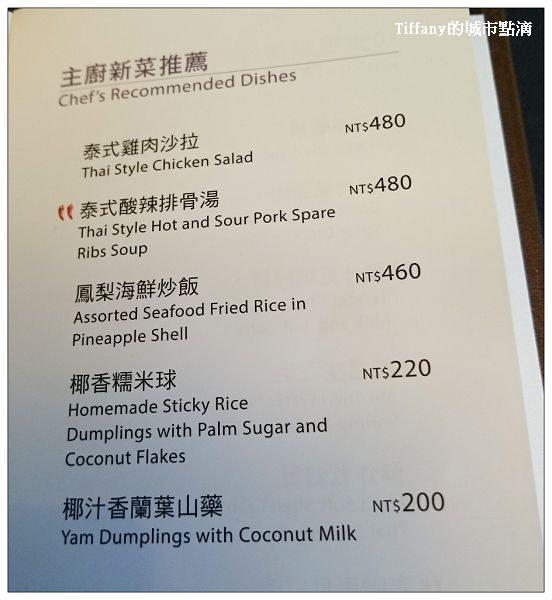 Tiffany的城市點滴
主廚新菜推薦
Chef's Recommended Dishes
泰式雞肉沙拉 NT$480
Thai Style Chicken Salad
泰式酸辣排骨湯 NT$480
Thai Style Hot and Sour Pork Spare
Ribs Soup
鳳梨海鮮炒飯 NT$460
Assorted Seafood Fried Rice in
Pineapple Shell
椰香糯米球 NT$220
Homemade Sticky Rice
Dumplings with Palm Sugar and
Coconut Flakes
椰汁香蘭葉山藥 NT$200
Yam Dumplings with Coconut Milk